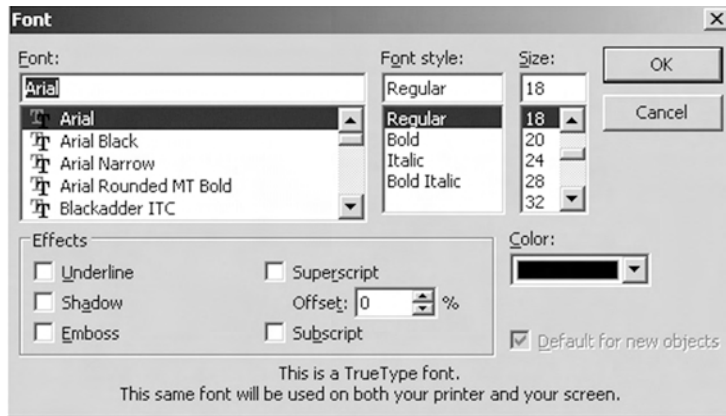 Font
Font: Font style: Size:
Arial Regular 18 OK
Arial Regular 18 Cancel
Arial Black Bold 20
Arial Narrow Italic 24
Arial Rounded MT Bold Bold Italic 28
Blackadder ITC 32
Effects Color:
Underline Superscript
Shadow Offset: 0 %
Emboss Subscript Default for new objects
This is a TrueType font.
This same font will be used on both your printer and your screen.